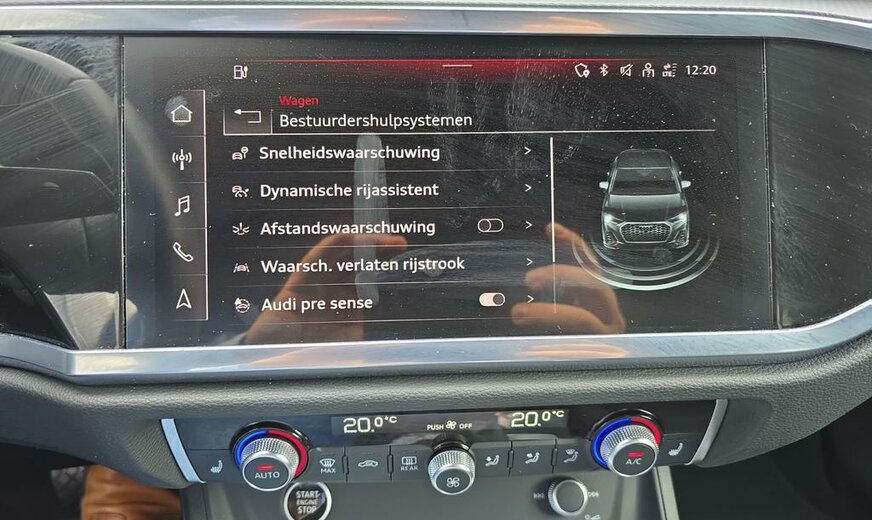 LTE
12:20
Wagen
Bestuurdershulpsystemen
Snelheidswaarschuwing
Dynamische rijassistent
Afstandswaarschuwing
Waarsch. verlaten rijstrook
Audi pre sense
20.0°C
PUSH OFF
20.0°C
AUTO
MAX
REAR
A/C
START
ENGINE
STOP